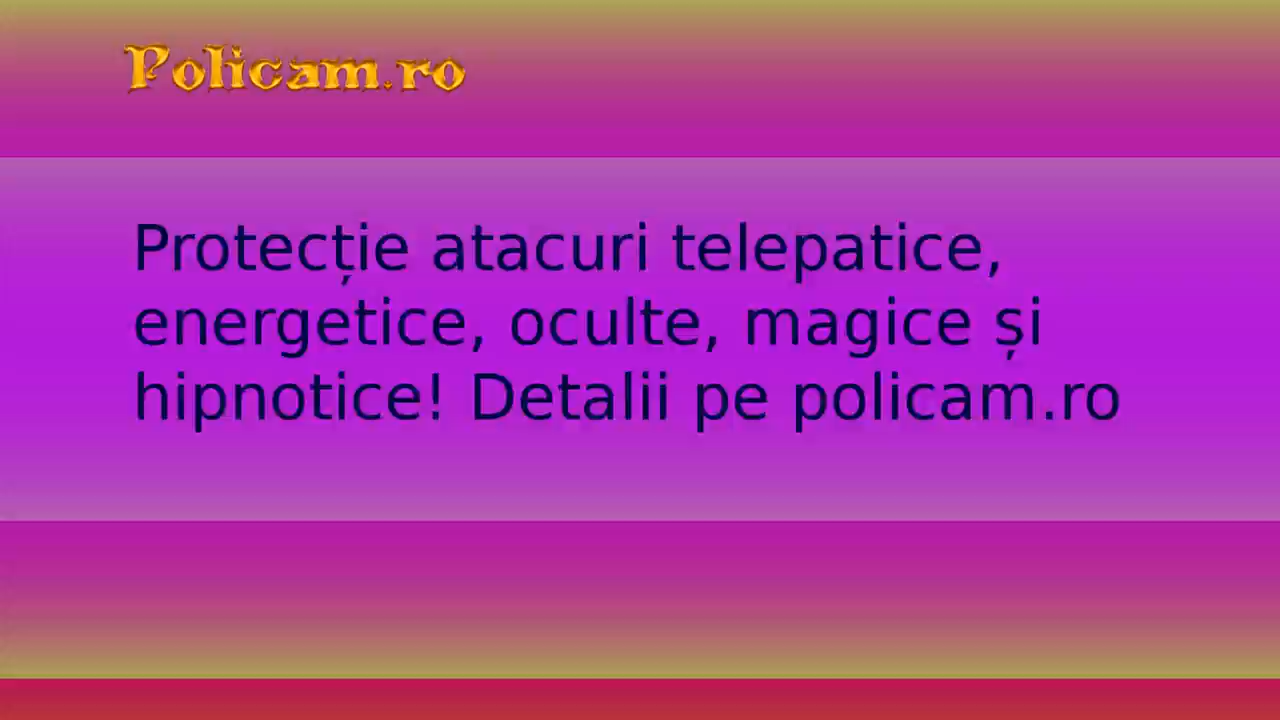 Policam.ro
Protecție atacuri telepatice,
energetice, oculte, magice și
hipnotice! Detalii pe policam.ro